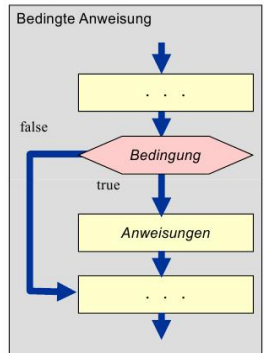 Bedingte Anweisung
. . .
false
Bedingung
true
Anweisungen
. . .